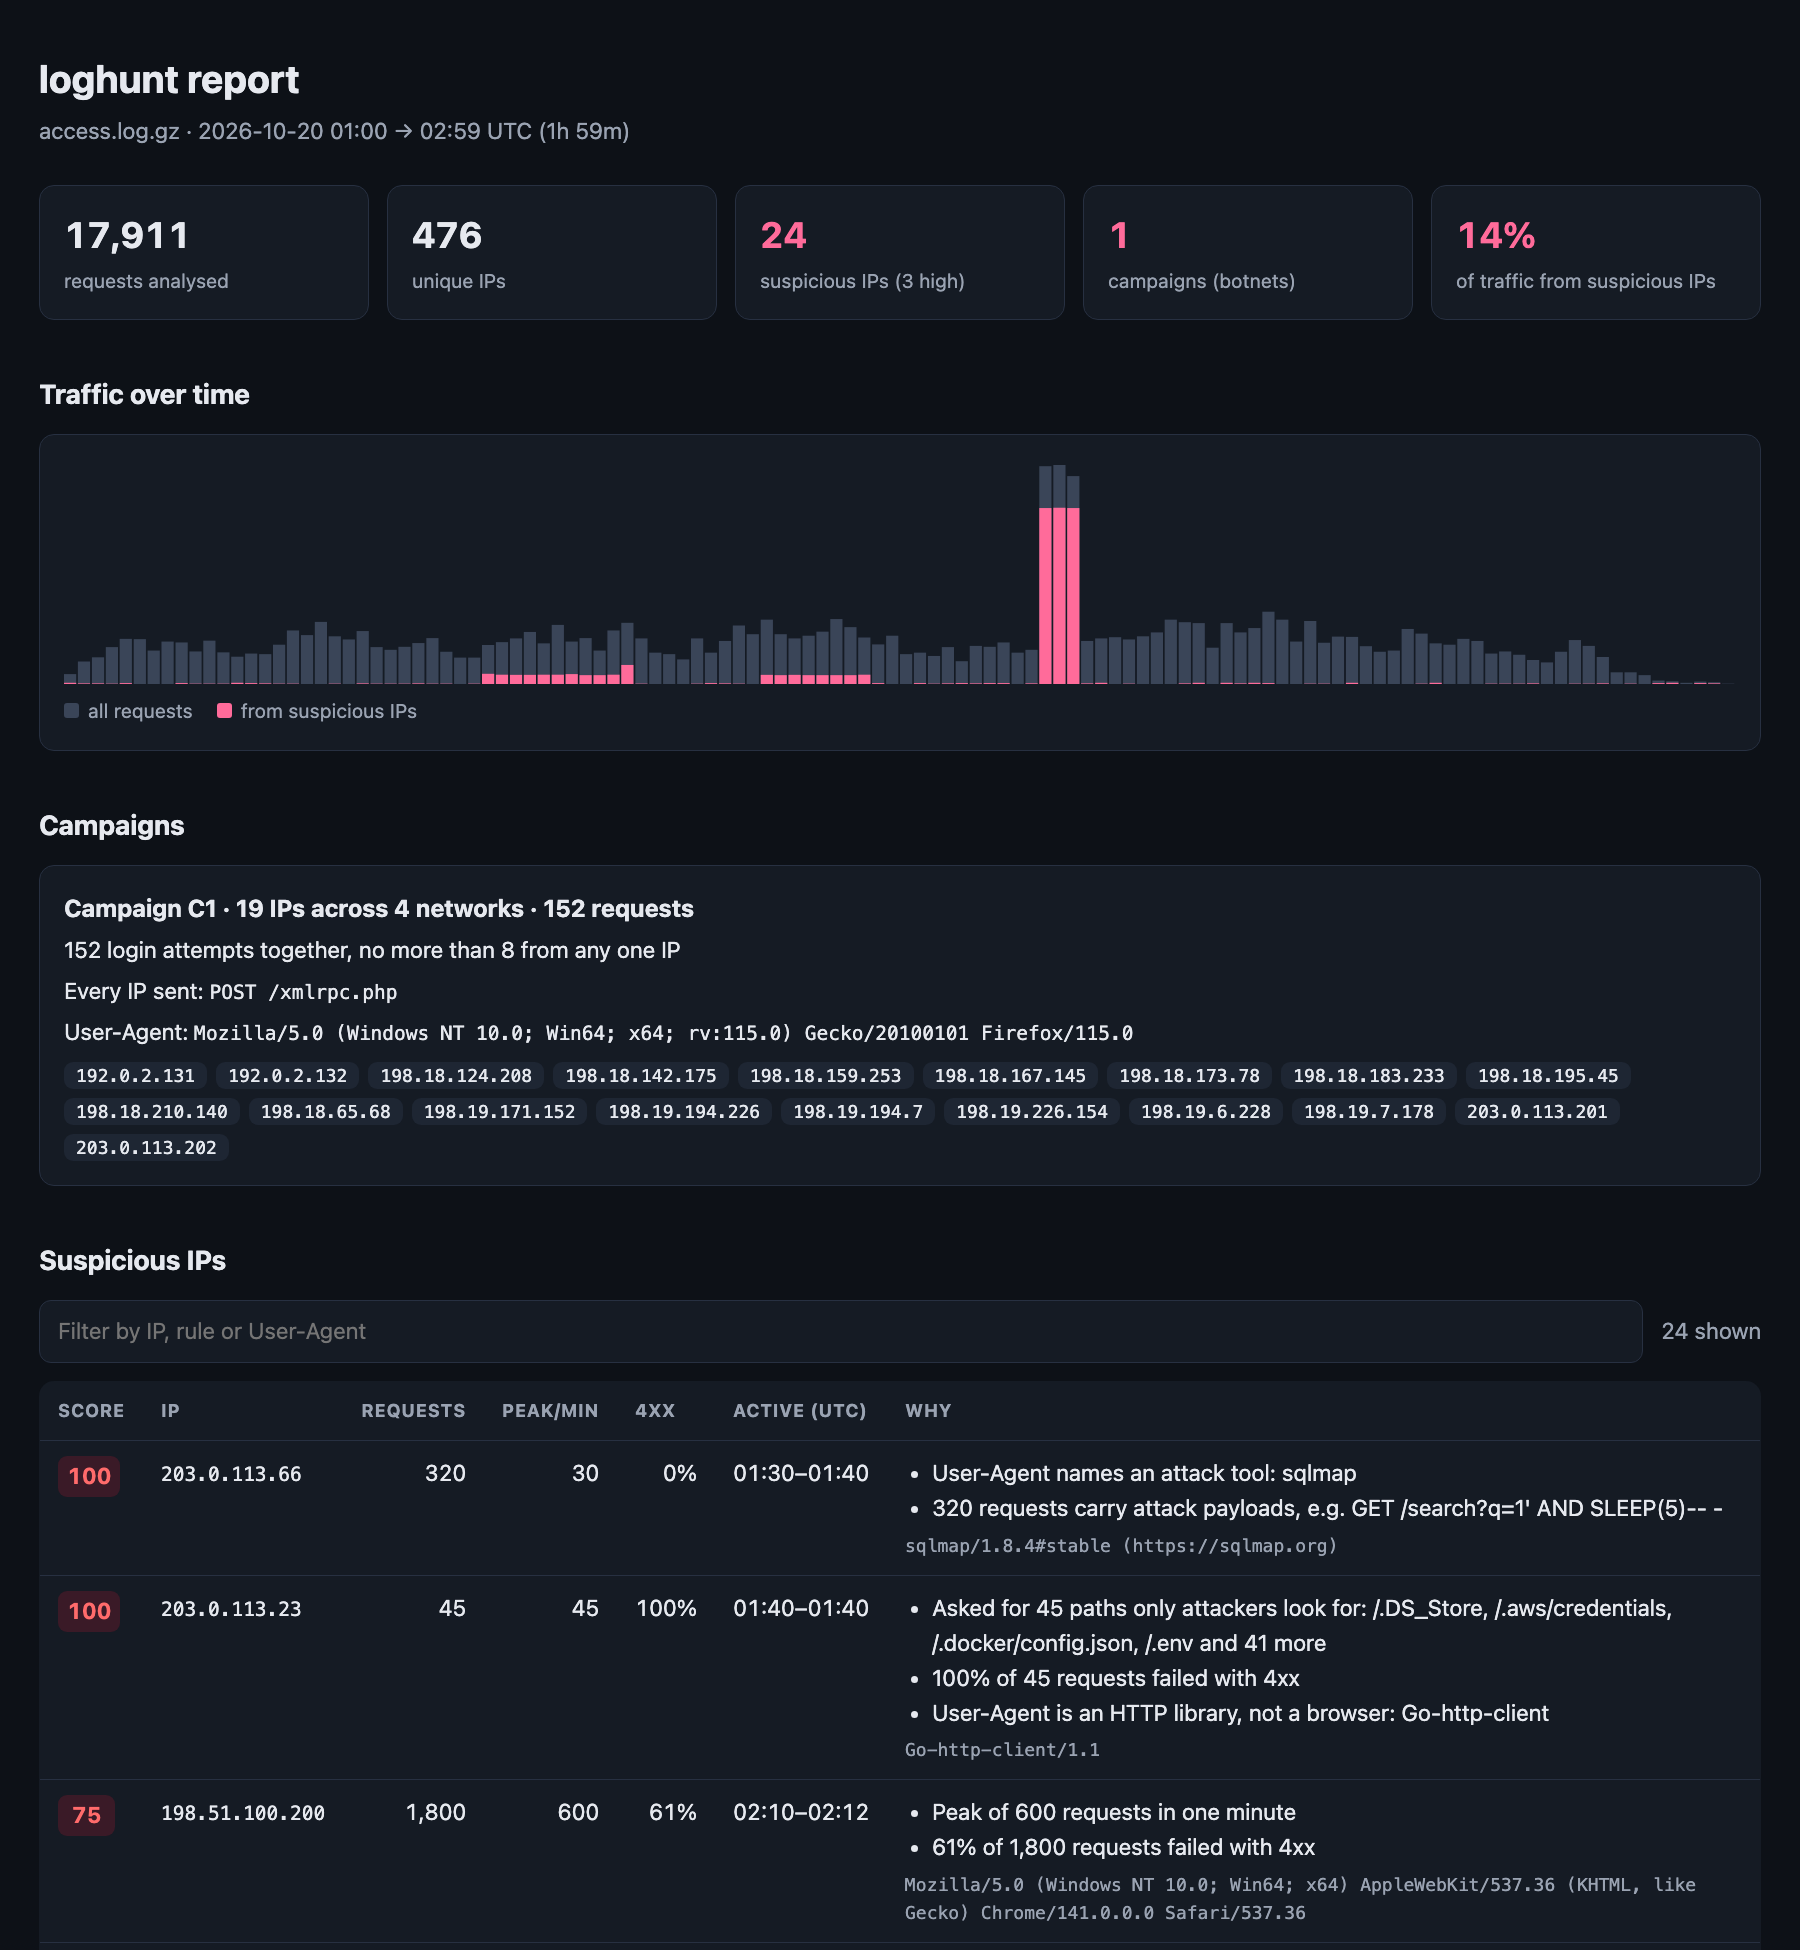 loghunt report
access.log.gz · 2026-10-20 01:00 → 02:59 UTC (1h 59m)
17,911
requests analysed
476
unique IPs
24
suspicious IPs (3 high)
1
campaigns (botnets)
14%
of traffic from suspicious IPs
Traffic over time
all requests
from suspicious IPs
Campaigns
Campaign C1 · 19 IPs across 4 networks · 152 requests
152 login attempts together, no more than 8 from any one IP
Every IP sent: POST /xmlrpc.php
User-Agent: Mozilla/5.0 (Windows NT 10.0; Win64; x64; rv:115.0) Gecko/20100101 Firefox/115.0
192.0.2.131 192.0.2.132 198.18.124.208 198.18.142.175 198.18.159.253 198.18.167.145 198.18.173.78 198.18.183.233 198.18.195.45
198.18.210.140 198.18.65.68 198.19.171.152 198.19.194.226 198.19.194.7 198.19.226.154 198.19.6.228 198.19.7.178 203.0.113.201
203.0.113.202
Suspicious IPs
Filter by IP, rule or User-Agent
24 shown
SCORE IP REQUESTS PEAK/MIN 4XX ACTIVE (UTC) WHY
100 203.0.113.66 320 30 0% 01:30–01:40
• User-Agent names an attack tool: sqlmap
• 320 requests carry attack payloads, e.g. GET /search?q=1' AND SLEEP(5)-- -
sqlmap/1.8.4#stable (https://sqlmap.org)
100 203.0.113.23 45 45 100% 01:40–01:40
• Asked for 45 paths only attackers look for: /.DS_Store, /.aws/credentials,
/.docker/config.json, /.env and 41 more
• 100% of 45 requests failed with 4xx
• User-Agent is an HTTP library, not a browser: Go-http-client
Go-http-client/1.1
75 198.51.100.200 1,800 600 61% 02:10–02:12
• Peak of 600 requests in one minute
• 61% of 1,800 requests failed with 4xx
Mozilla/5.0 (Windows NT 10.0; Win64; x64) AppleWebKit/537.36 (KHTML, like
Gecko) Chrome/141.0.0.0 Safari/537.36